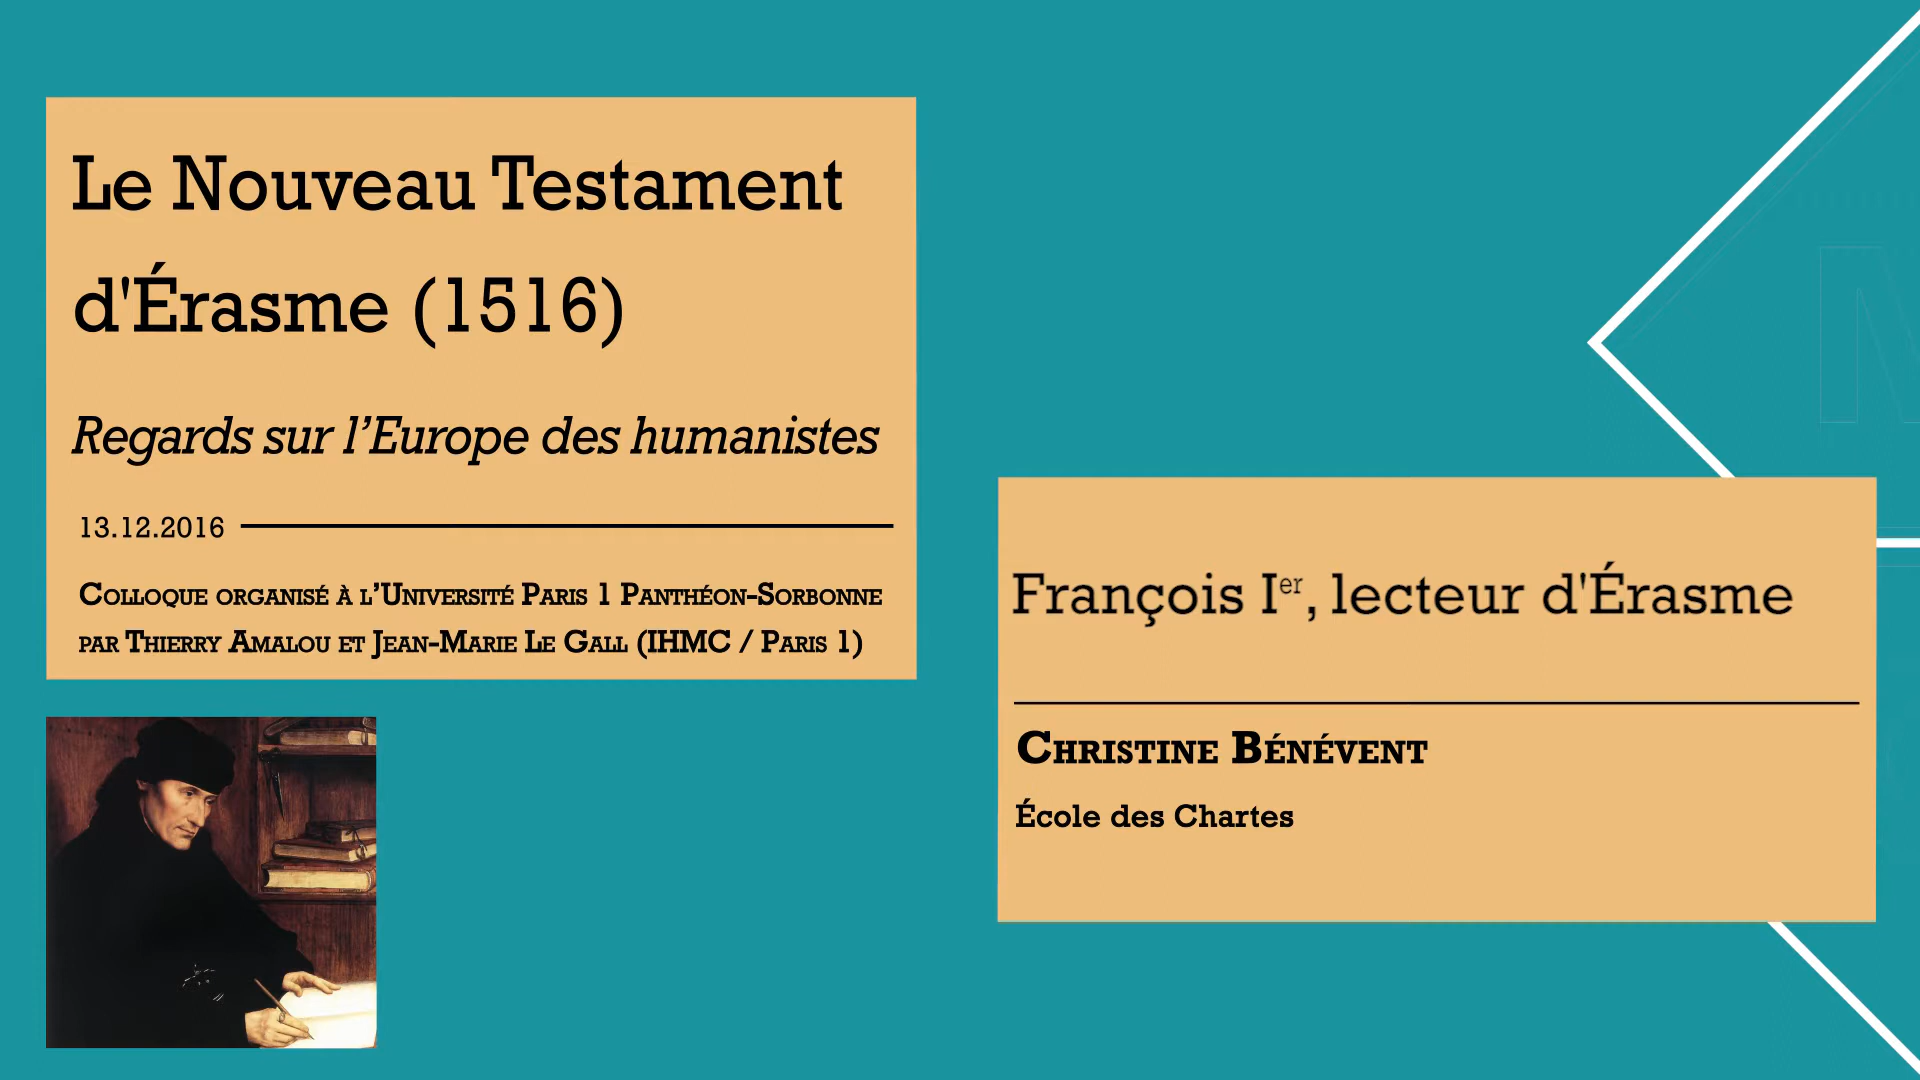 Le Nouveau Testament
d'Érasme (1516)
Regards sur l’Europe des humanistes
13.12.2016
Colloque organisé à l’Université Paris 1 Panthéon-Sorbonne
par Thierry Amalou et Jean-Marie Le Gall (IHMC / Paris 1)
François Ier, lecteur d'Érasme
Christine Bénévent
École des Chartes